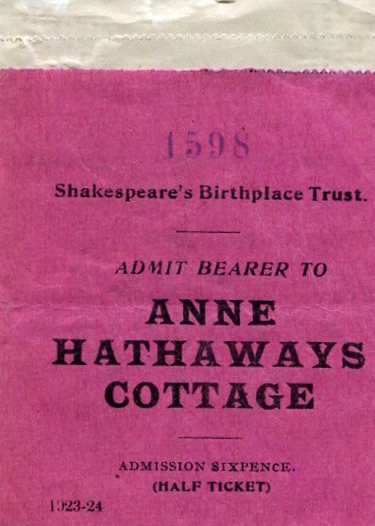 1598
Shakespeare's Birthplace Trust.
ADMIT BEARER TO
ANNE
HATHAWAYS
COTTAGE
ADMISSION SIXPENCE.
(HALF TICKET)
1923-24